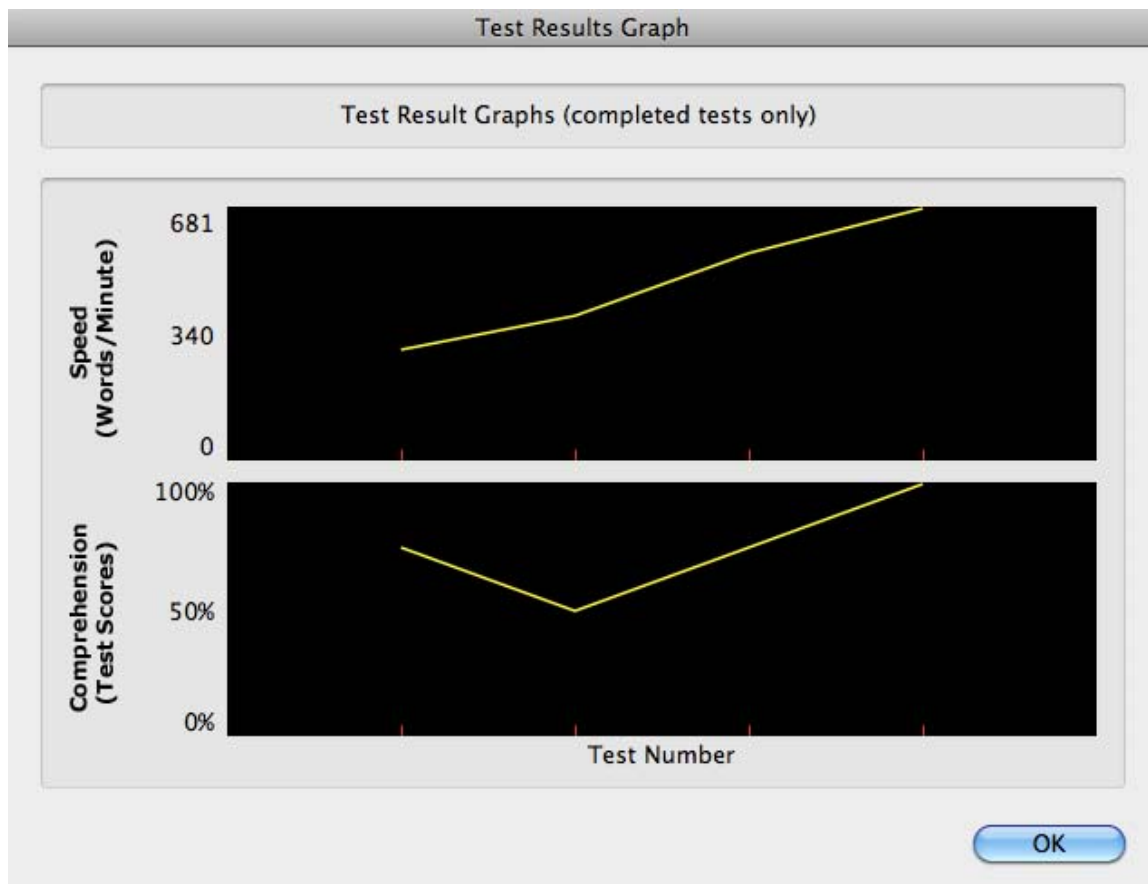 Test Results Graph
Test Result Graphs (completed tests only)
Speed
(Words/Minute)
681
340
0
Comprehension
(Test Scores)
100%
50%
0%
Test Number
OK